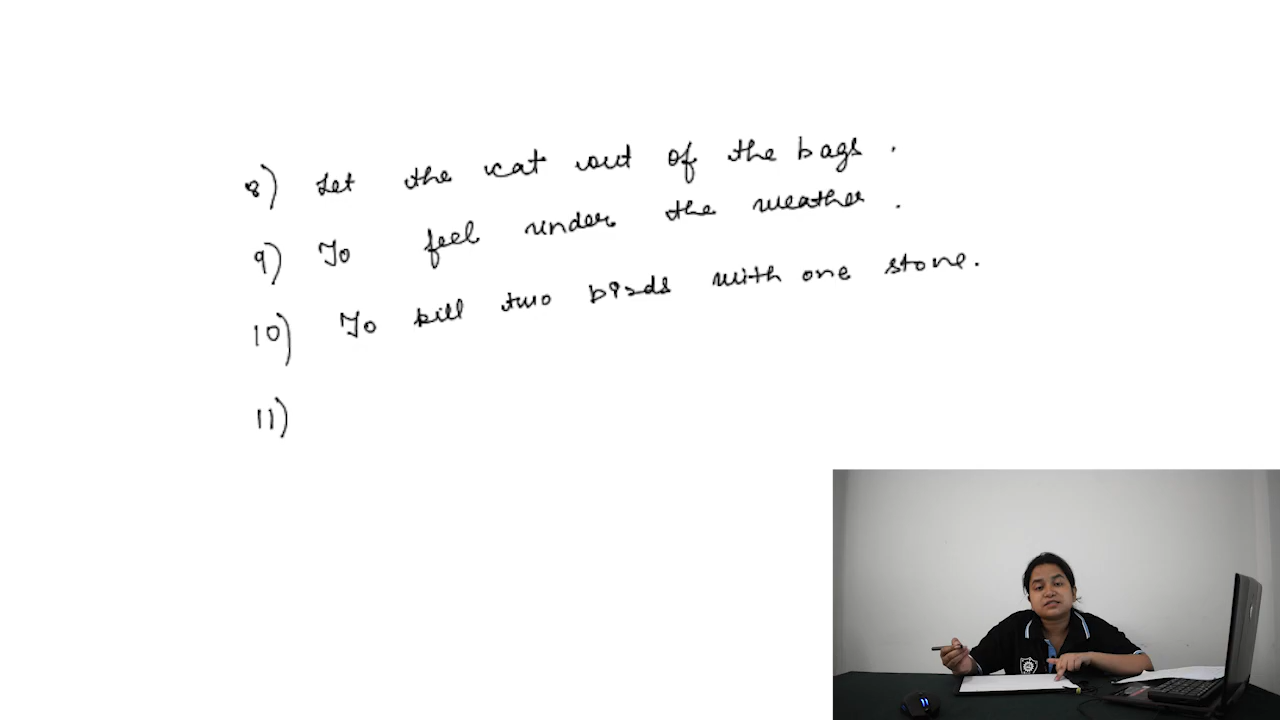 8) Let the cat out of the bags.
9) To feel under the weather.
10) To kill two birds with one stone.
11)